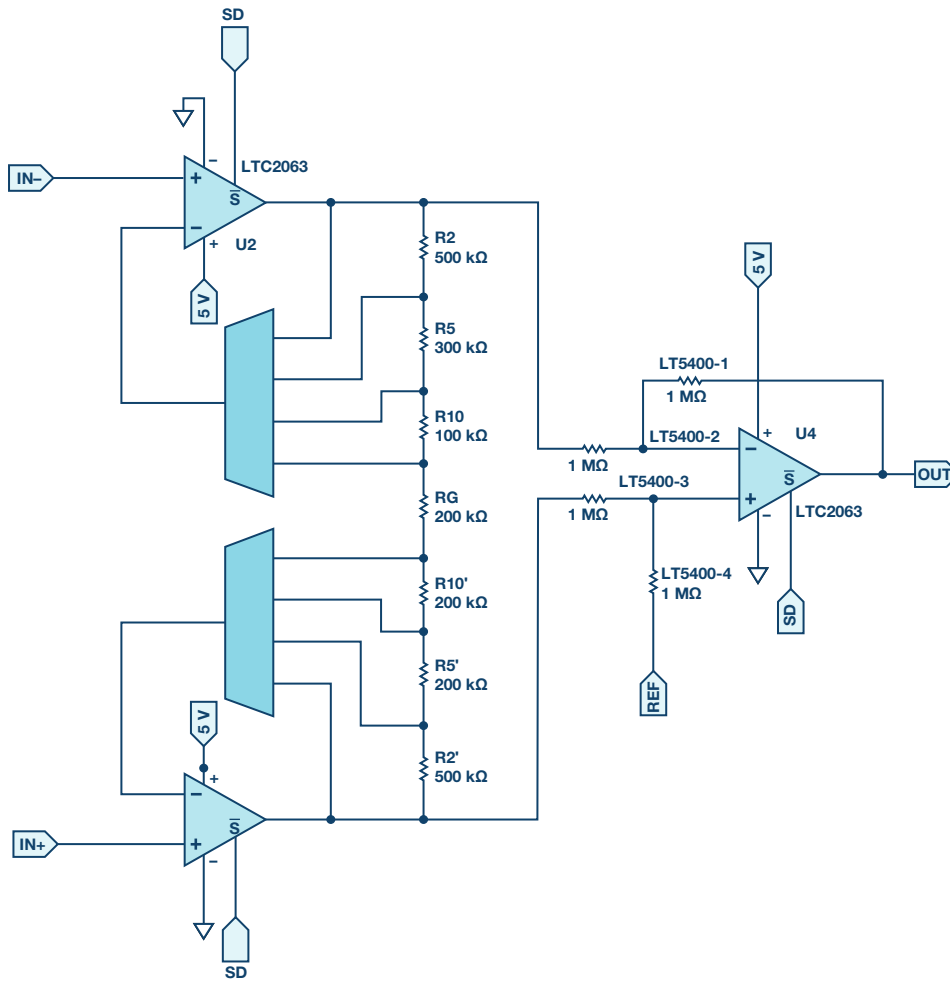 SD
–
LTC2063
IN–
+
S̅
–
+
U2
5 V
R2
500 kΩ
R5
300 kΩ
R10
100 kΩ
RG
200 kΩ
R10'
200 kΩ
R5'
200 kΩ
R2'
500 kΩ
5 V
LT5400-1
1 MΩ
+
U4
LT5400-2
–
1 MΩ
S̅
OUT
LT5400-3
+
1 MΩ
–
LTC2063
LT5400-4
1 MΩ
SD
REF
5 V
+
–
S̅
IN+
+
–
SD